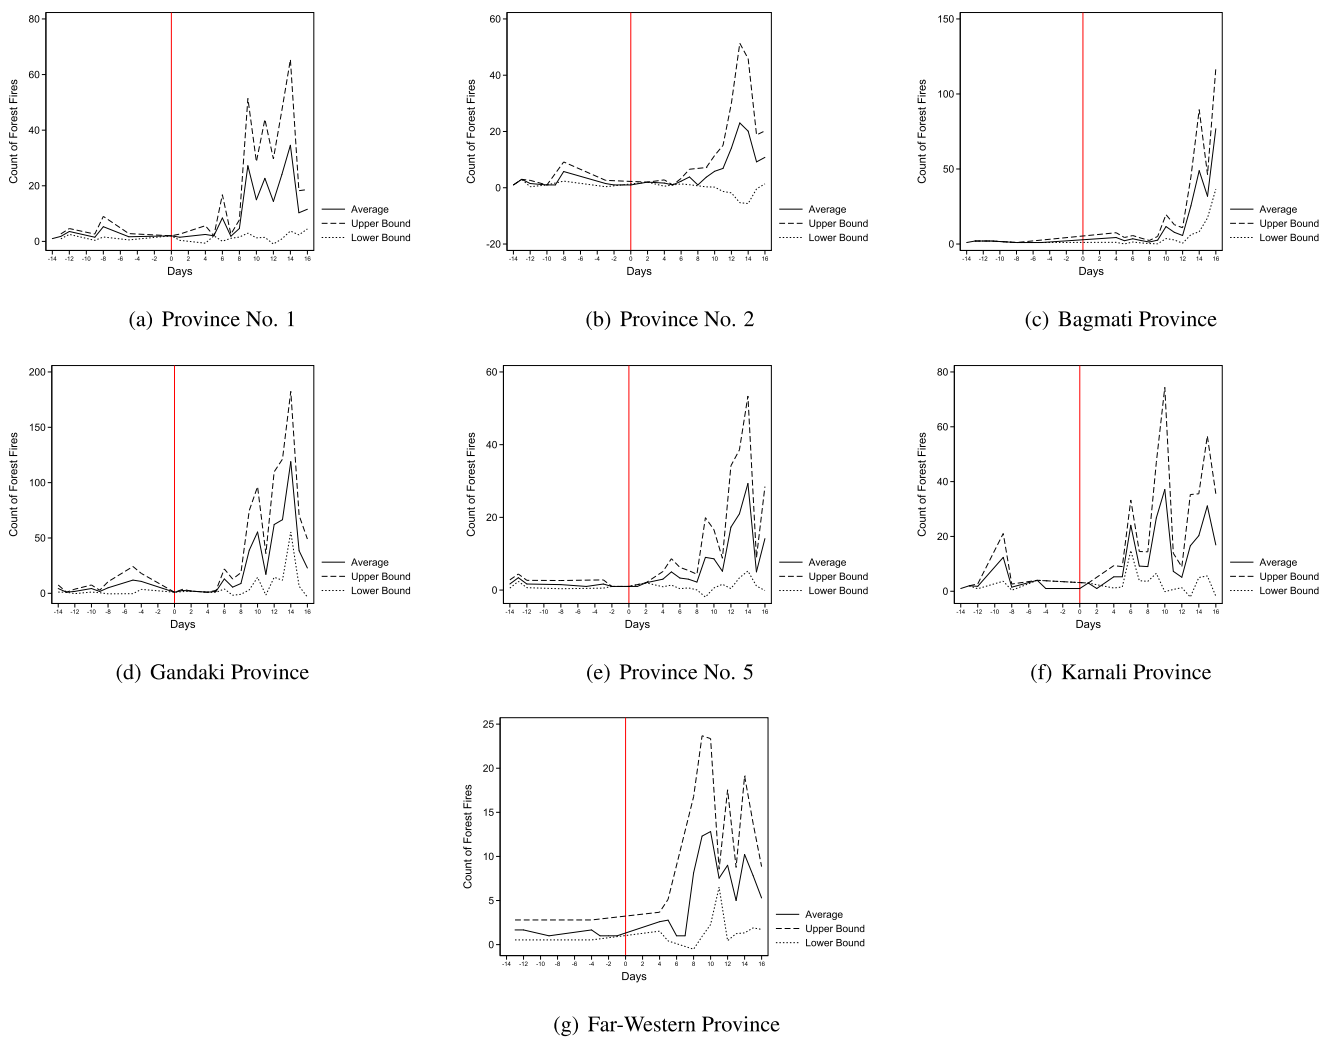 80
60
40
20
0
Count of Forest Fires
-14 -12 -10 -8 -6 -4 -2 0 2 4 6 8 10 12 14 16
Days
Average
Upper Bound
Lower Bound
(a) Province No. 1
60
40
20
0
-20
Count of Forest Fires
-14 -12 -10 -8 -6 -4 -2 0 2 4 6 8 10 12 14 16
Days
Average
Upper Bound
Lower Bound
(b) Province No. 2
150
100
50
0
Count of Forest Fires
-14 -12 -10 -8 -6 -4 -2 0 2 4 6 8 10 12 14 16
Days
Average
Upper Bound
Lower Bound
(c) Bagmati Province
200
150
100
50
0
Count of Forest Fires
-14 -12 -10 -8 -6 -4 -2 0 2 4 6 8 10 12 14 16
Days
Average
Upper Bound
Lower Bound
(d) Gandaki Province
60
40
20
0
Count of Forest Fires
-14 -12 -10 -8 -6 -4 -2 0 2 4 6 8 10 12 14 16
Days
Average
Upper Bound
Lower Bound
(e) Province No. 5
80
60
40
20
0
Count of Forest Fires
-14 -12 -10 -8 -6 -4 -2 0 2 4 6 8 10 12 14 16
Days
Average
Upper Bound
Lower Bound
(f) Karnali Province
25
20
15
10
5
0
Count of Forest Fires
-14 -12 -10 -8 -6 -4 -2 0 2 4 6 8 10 12 14 16
Days
Average
Upper Bound
Lower Bound
(g) Far-Western Province